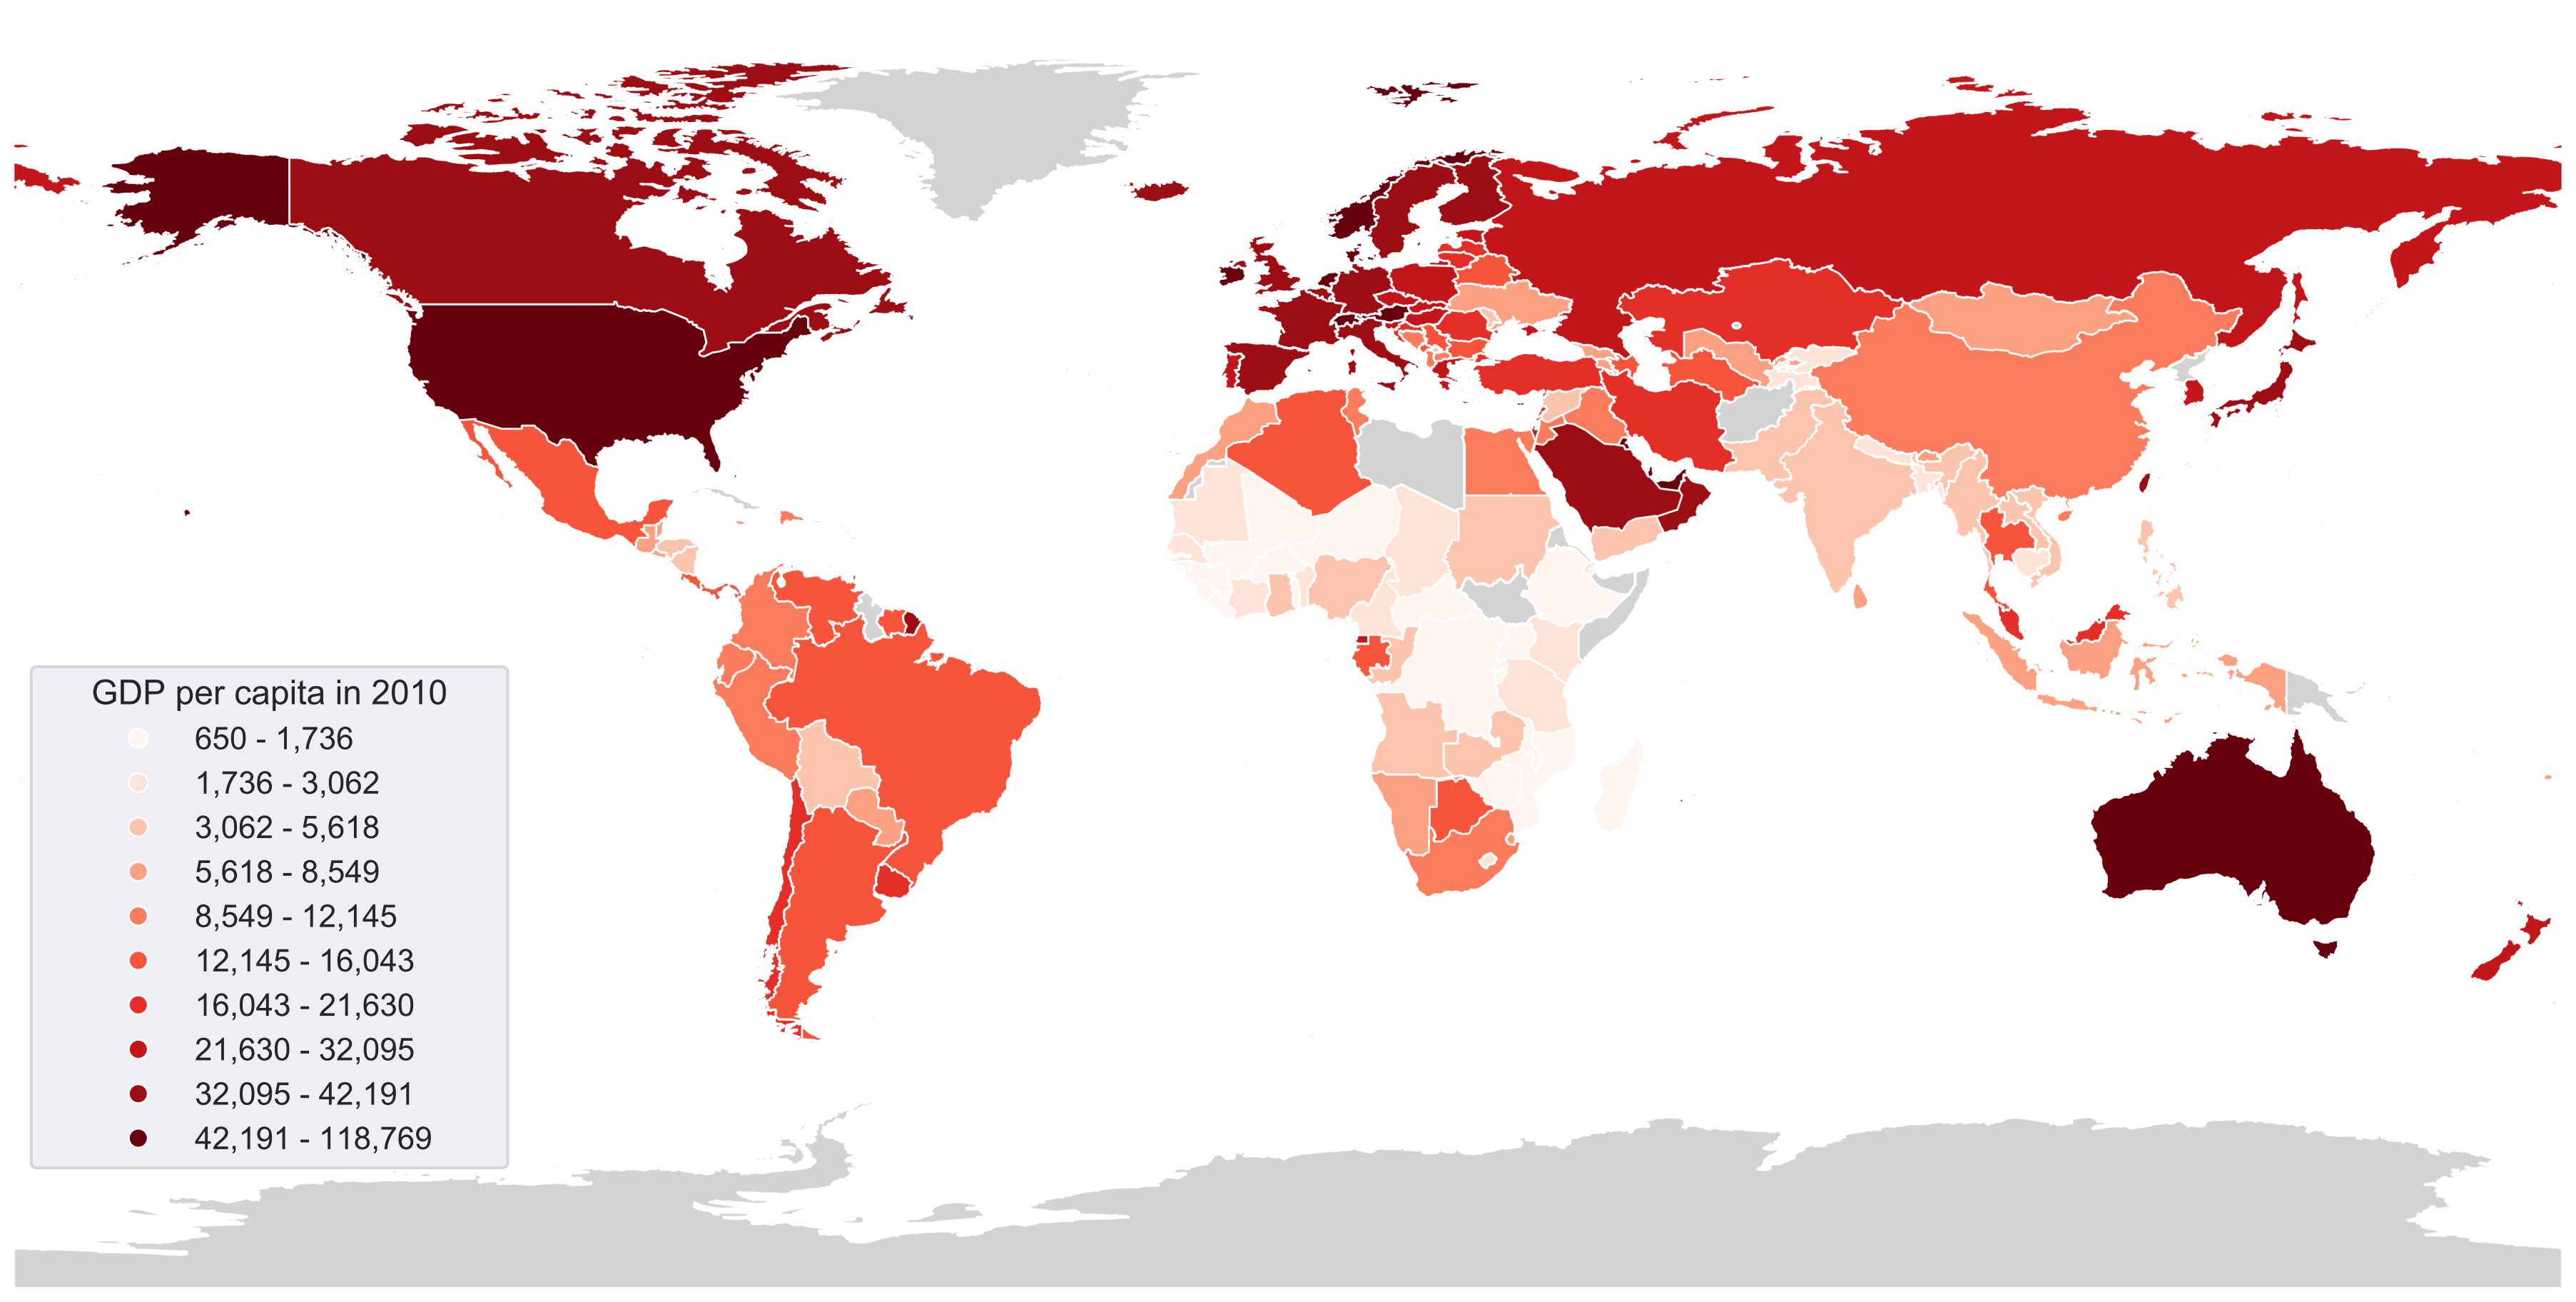 GDP per capita in 2010
650 - 1,736
1,736 - 3,062
3,062 - 5,618
5,618 - 8,549
8,549 - 12,145
12,145 - 16,043
16,043 - 21,630
21,630 - 32,095
32,095 - 42,191
42,191 - 118,769